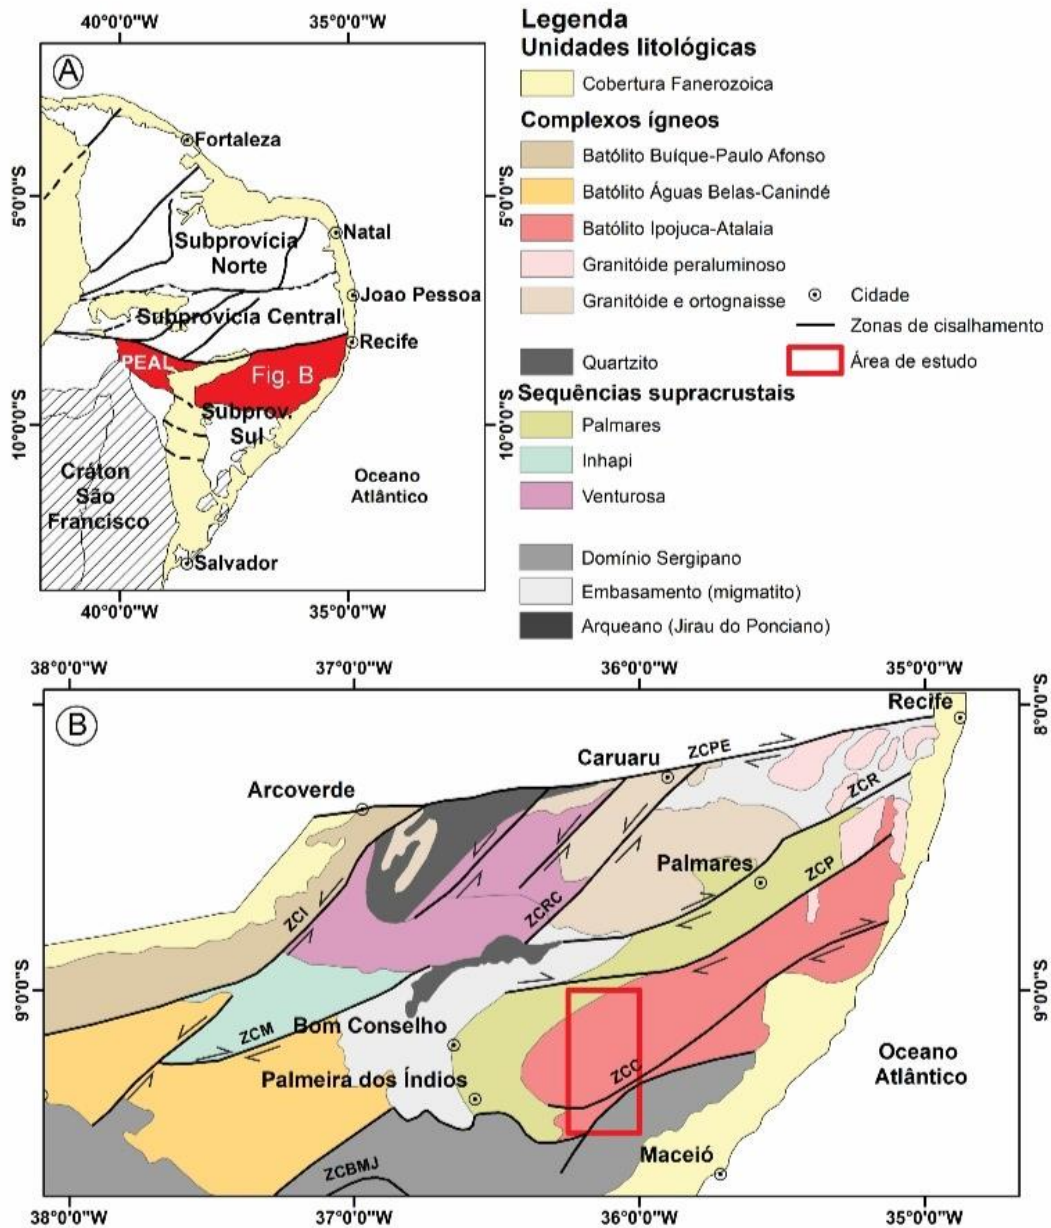 40°0'0"W 35°0'0"W
A
Fortaleza
5°0'0"S
5°0'0"S
Natal
Subprovícia
Norte
Joao Pessoa
Subprovícia Central
Recife
PEAL
Fig. B
Subprov.
Sul
10°0'0"S
10°0'0"S
Cráton
São
Francisco
Oceano
Atlântico
Salvador
40°0'0"W 35°0'0"W
Legenda
Unidades litológicas
Cobertura Fanerozoica
Complexos ígneos
Batólito Buíque-Paulo Afonso
Batólito Águas Belas-Canindé
Batólito Ipojuca-Atalaia
Granitóide peraluminoso
Granitóide e ortognaisse
Cidade
Zonas de cisalhamento
Área de estudo
Quartzito
Sequências supracrustais
Palmares
Inhapi
Venturosa
Domínio Sergipano
Embasamento (migmatito)
Arqueano (Jirau do Ponciano)
38°0'0"W 37°0'0"W 36°0'0"W 35°0'0"W
B
Recife
8°0'0"S
Caruaru
ZCPE
Arcoverde
ZCR
Palmares
ZCP
ZCI
ZCRC
9°0'0"S
9°0'0"S
ZCM
Bom Conselho
ZCC
Oceano
Atlântico
Palmeira dos Índios
Maceió
ZCBMJ
38°0'0"W 37°0'0"W 36°0'0"W 35°0'0"W